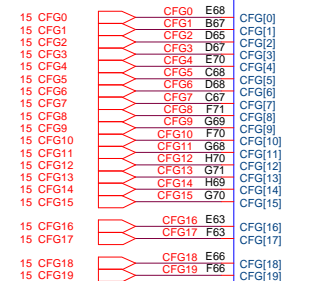 15 CFG0 CFG0 E68 CFG[0]
15 CFG1 CFG1 B67 CFG[1]
15 CFG2 CFG2 D65 CFG[2]
15 CFG3 CFG3 D67 CFG[3]
15 CFG4 CFG4 E70 CFG[4]
15 CFG5 CFG5 C68 CFG[5]
15 CFG6 CFG6 D68 CFG[6]
15 CFG7 CFG7 C67 CFG[7]
15 CFG8 CFG8 F71 CFG[8]
15 CFG9 CFG9 G69 CFG[9]
15 CFG10 CFG10 F70 CFG[10]
15 CFG11 CFG11 G68 CFG[11]
15 CFG12 CFG12 H70 CFG[12]
15 CFG13 CFG13 G71 CFG[13]
15 CFG14 CFG14 H69 CFG[14]
15 CFG15 CFG15 G70 CFG[15]
15 CFG16 CFG16 E63 CFG[16]
15 CFG17 CFG17 F63 CFG[17]
15 CFG18 CFG18 E66 CFG[18]
15 CFG19 CFG19 F66 CFG[19]